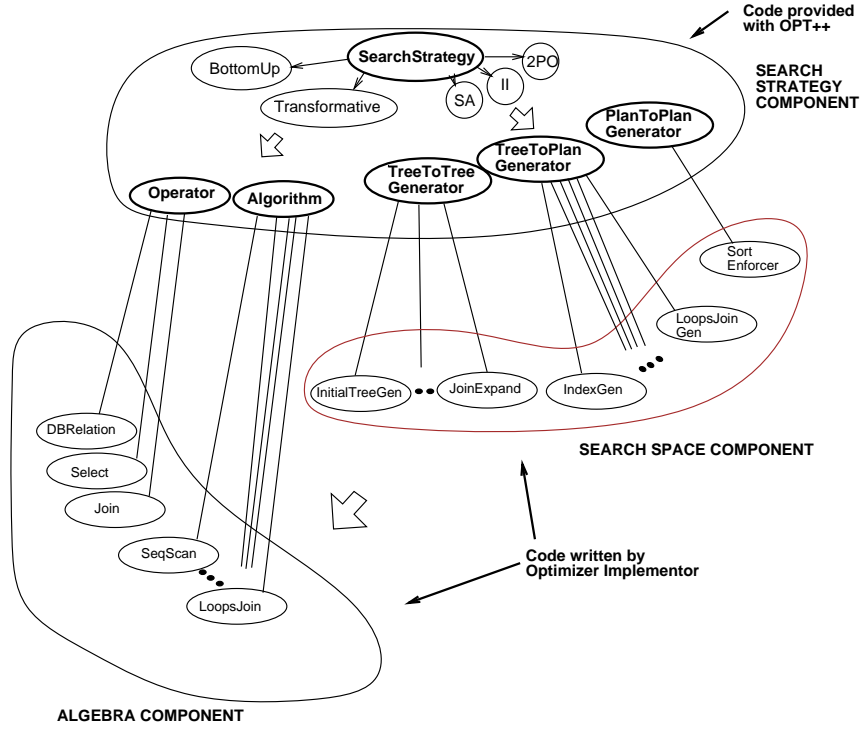 Code provided
with OPT++
SearchStrategy
2PO
BottomUp
II
SEARCH
STRATEGY
COMPONENT
Transformative
SA
PlanToPlan
Generator
TreeToPlan
Generator
TreeToTree
Generator
Operator
Algorithm
Sort
Enforcer
LoopsJoin
Gen
InitialTreeGen
JoinExpand
IndexGen
DBRelation
SEARCH SPACE COMPONENT
Select
Join
SeqScan
Code written by
Optimizer Implementor
LoopsJoin
ALGEBRA COMPONENT